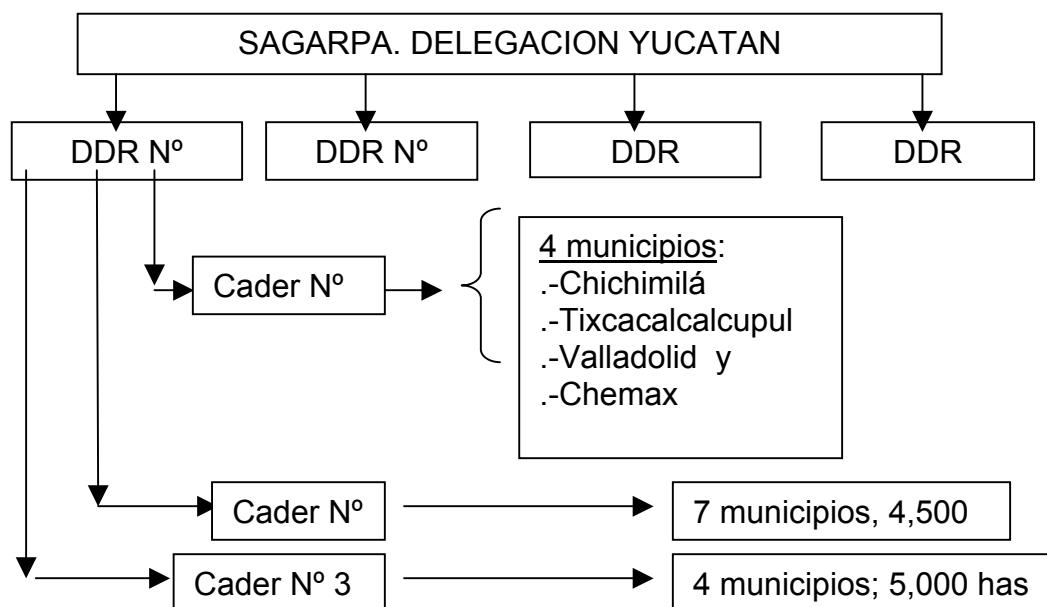 SAGARPA. DELEGACION YUCATAN
DDR Nº
DDR Nº
DDR
DDR
Cader Nº
4 municipios:
.-Chichimilá
.-Tixcacalcalcupul
.-Valladolid y
.-Chemax
Cader Nº
7 municipios, 4,500
Cader Nº 3
4 municipios; 5,000 has